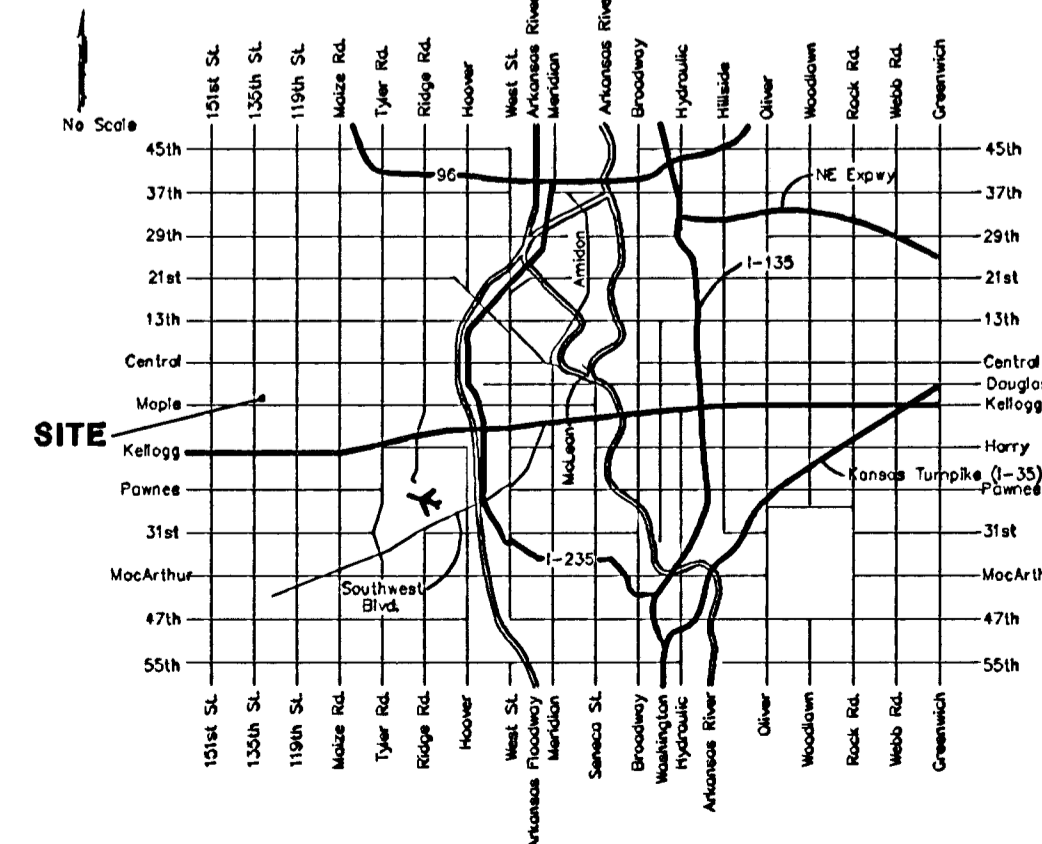 151st St.
135th St.
119th St.
Maize Rd.
Tyler Rd.
Ridge Rd.
Hoover
West St.
Arkansas River
Meridian
Arkansas Rive
Broadway
Hydraulic
Hillside
Oliver
Woodlawn
Rock Rd.
Webb Rd.
Greenwich
No Scale
45th
45th
96
NE Expwy
37th
37th
29th
29th
Amidon
I-135
21st
21st
13th
13th
Central
Central
Douglas
Maple
Kellogg
SITE
Kellogg
Harry
McLean
Kansas Turnpike (I-35)
Pawnee
Pawnee
31st
31st
I-235
MacArthur
MacArth
Southwest
Blvd.
47th
47th
55th
55th
151st St.
135th St.
119th St.
Maize Rd.
Tyler Rd.
Ridge Rd.
Hoover
West St.
Arkansas Floodway
Meridian
Seneca St.
Broadway
Washington
Hydraulic
Arkansas River
Oliver
Woodlawn
Rock Rd.
Webb Rd.
Greenwich